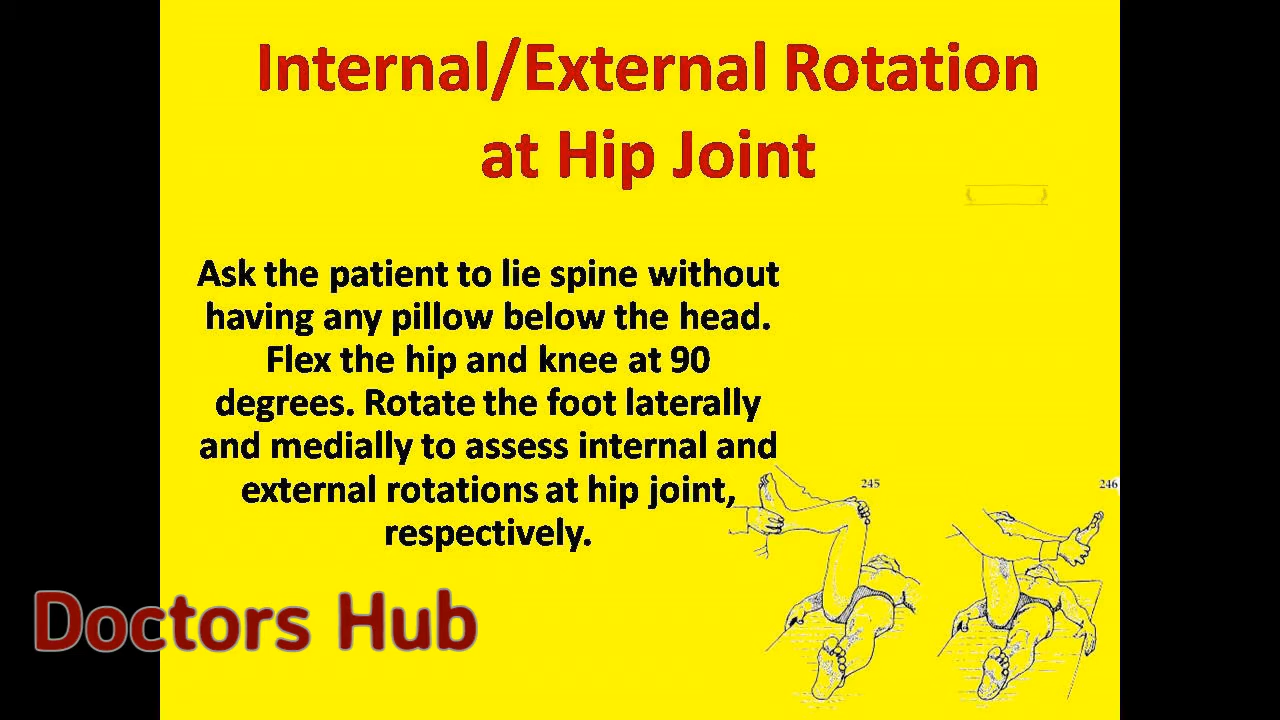 Internal/External Rotation
at Hip Joint
Ask the patient to lie spine without
having any pillow below the head.
Flex the hip and knee at 90
degrees. Rotate the foot laterally
and medially to assess internal and
external rotations at hip joint,
respectively.
245
246
Doctors Hub